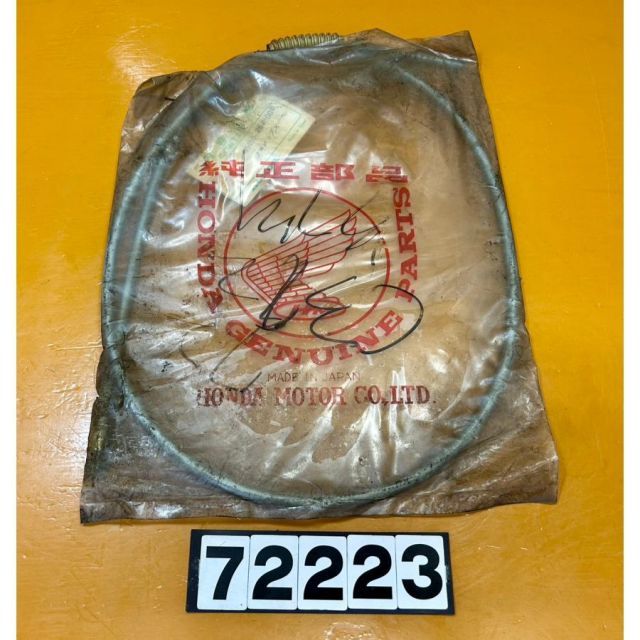 純正部品
HONDA
GENUINE PARTS
MADE IN JAPAN
HONDA MOTOR CO., LTD.
72223